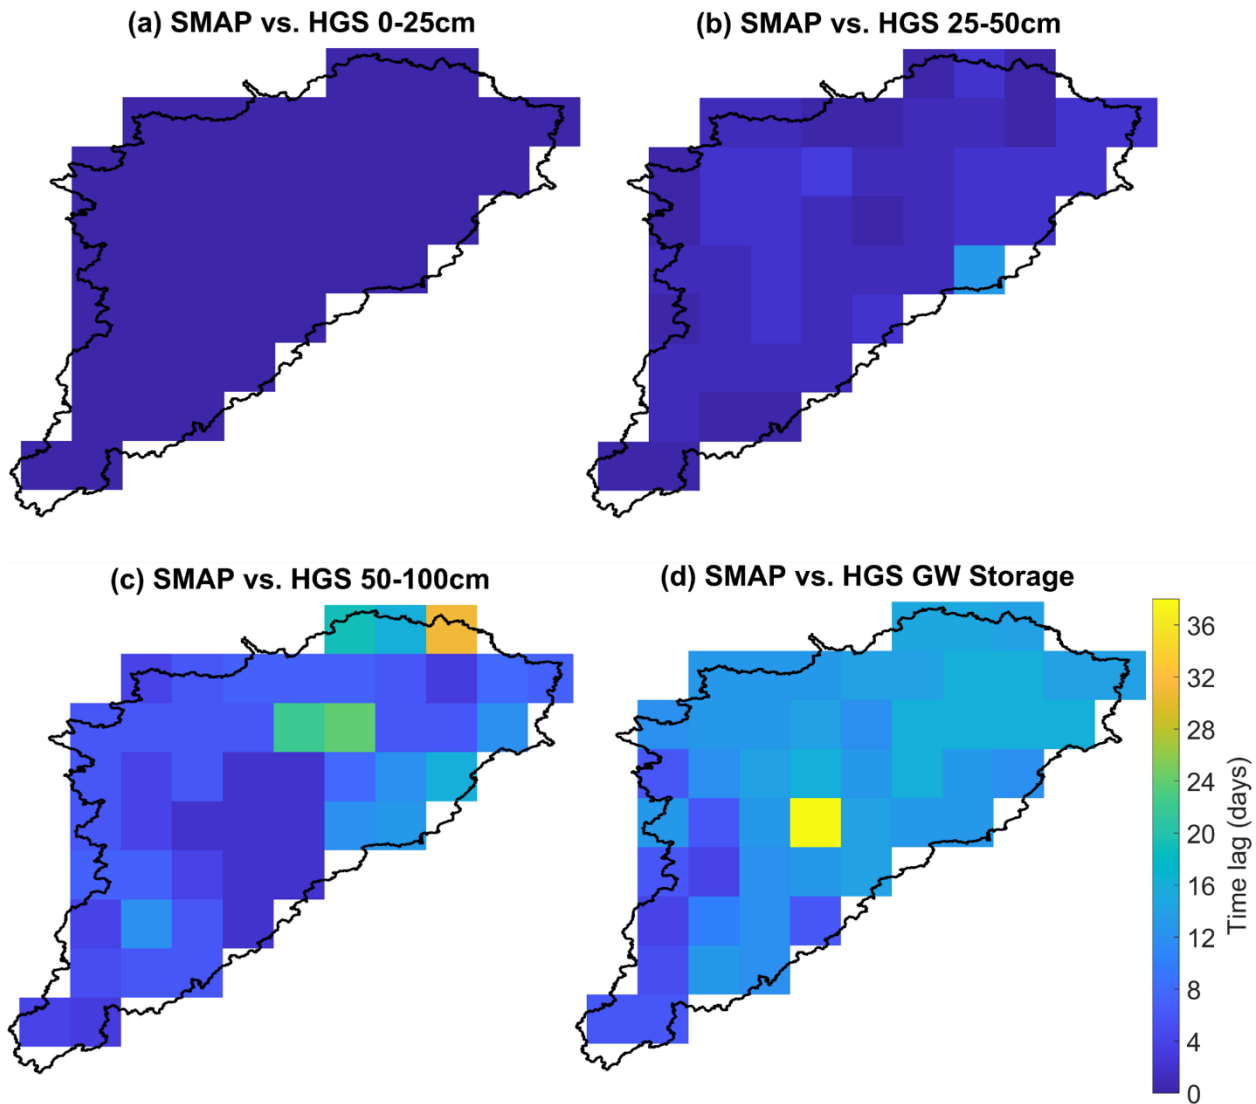 (a) SMAP vs. HGS 0-25cm
(b) SMAP vs. HGS 25-50cm
(c) SMAP vs. HGS 50-100cm
(d) SMAP vs. HGS GW Storage
36
32
28
24
20
16
12
8
4
0
Time lag (days)